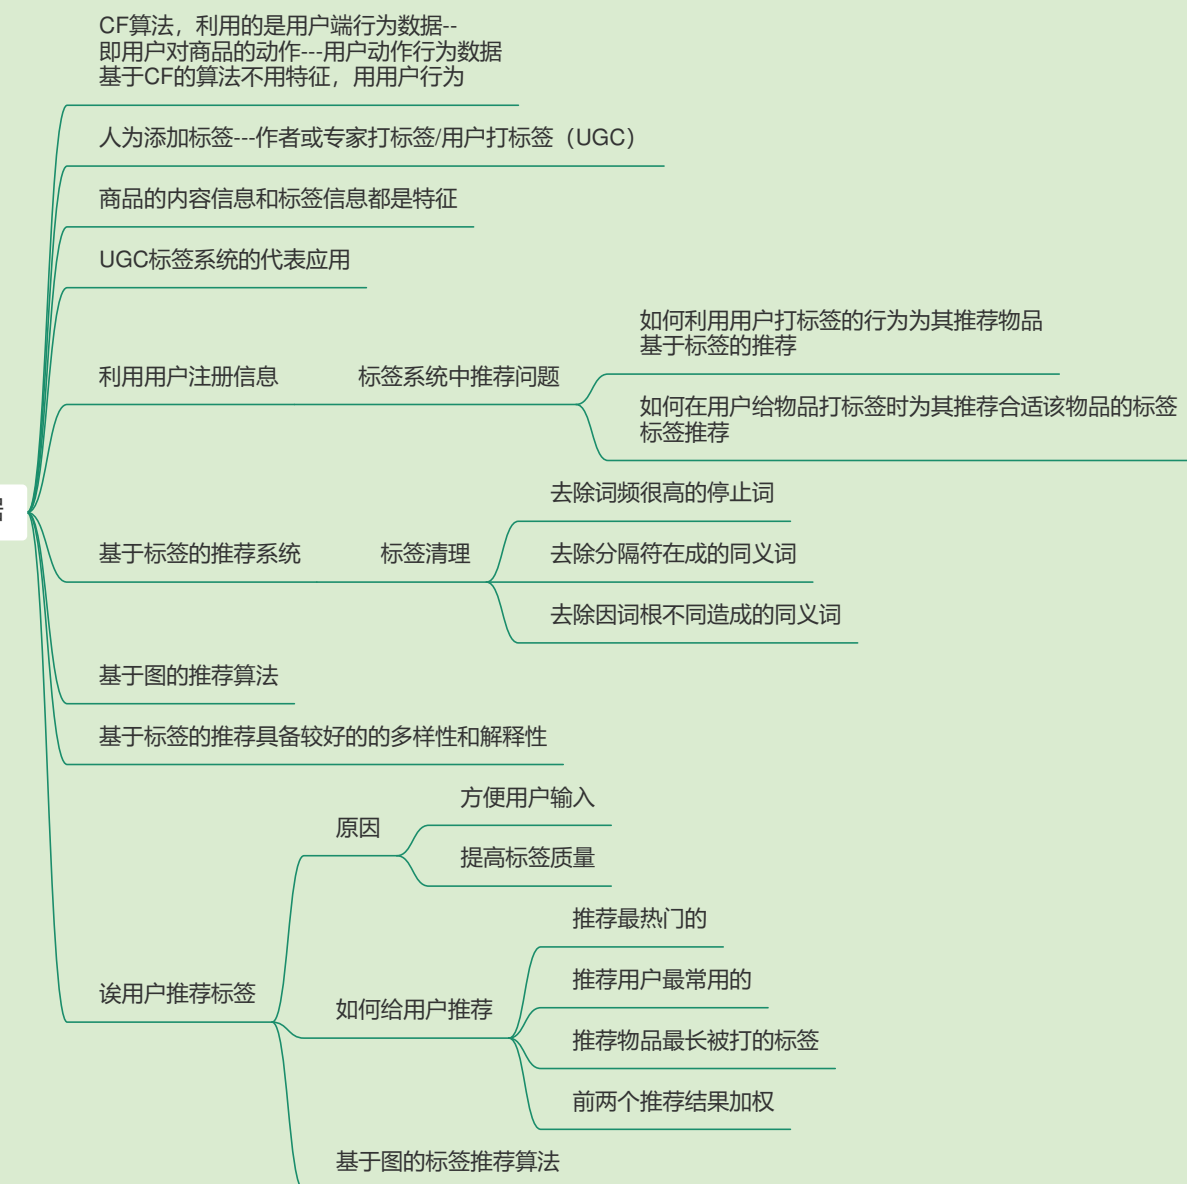 CF算法，利用的是用户端行为数据--
即用户对商品的动作---用户动作行为数据
基于CF的算法不用特征，用用户行为
人为添加标签---作者或专家打标签/用户打标签（UGC）
商品的内容信息和标签信息都是特征
UGC标签系统的代表应用
利用用户注册信息
标签系统中推荐问题
如何利用用户打标签的行为为其推荐物品
基于标签的推荐
如何在用户给物品打标签时为其推荐合适该物品的标签
标签推荐
基于标签的推荐系统
标签清理
去除词频很高的停止词
去除分隔符在成的同义词
去除因词根不同造成的同义词
基于图的推荐算法
基于标签的推荐具备较好的的多样性和解释性
诶用户推荐标签
原因
方便用户输入
提高标签质量
如何给用户推荐
推荐最热门的
推荐用户最常用的
推荐物品最长被打的标签
前两个推荐结果加权
基于图的标签推荐算法